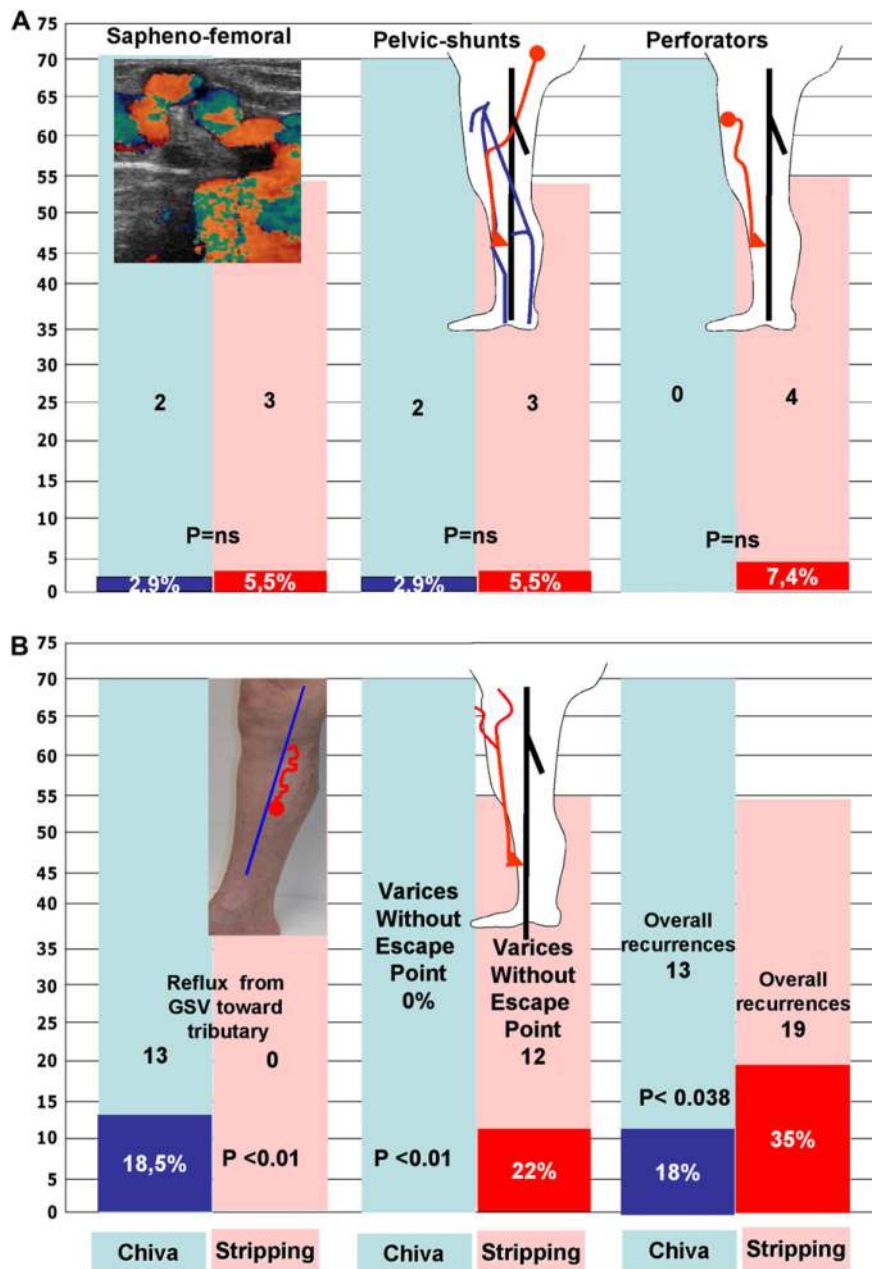 A
75
70
65
60
55
50
45
40
35
30
25
20
15
10
5
0
Sapheno-femoral
Pelvic-shunts
Perforators
2
3
2
3
0
4
P=ns
P=ns
P=ns
2,9%
5,5%
2,9%
5,5%
7,4%
B
75
70
65
60
55
50
45
40
35
30
25
20
15
10
5
0
Reflux from
GSV toward
tributary
13
0
18,5%
P <0.01
Varices
Without
Escape
Point
0%
Varices
Without
Escape
Point
12
P <0.01
22%
Overall
recurrences
13
Overall
recurrences
19
P< 0.038
18%
35%
Chiva
Stripping
Chiva
Stripping
Chiva
Stripping